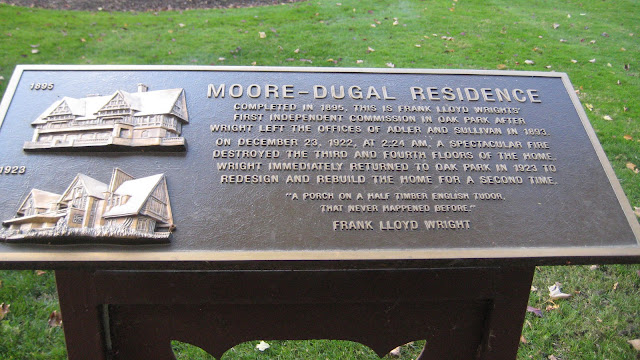 1895
MOORE-DUGAL RESIDENCE
COMPLETED IN 1895, THIS IS FRANK LLOYD WRIGHTS'
FIRST INDEPENDENT COMMISSION IN OAK PARK AFTER
WRIGHT LEFT THE OFFICES OF ADLER AND SULLIVAN IN 1893.
ON DECEMBER 23, 1922, AT 2:24 AM, A SPECTACULAR FIRE
DESTROYED THE THIRD AND FOURTH FLOORS OF THE HOME.
WRIGHT IMMEDIATELY RETURNED TO OAK PARK IN 1923 TO
REDESIGN AND REBUILD THE HOME FOR A SECOND TIME.
1923
"A PORCH ON A HALF TIMBER ENGLISH TUDOR,
THAT NEVER HAPPENED BEFORE."
FRANK LLOYD WRIGHT